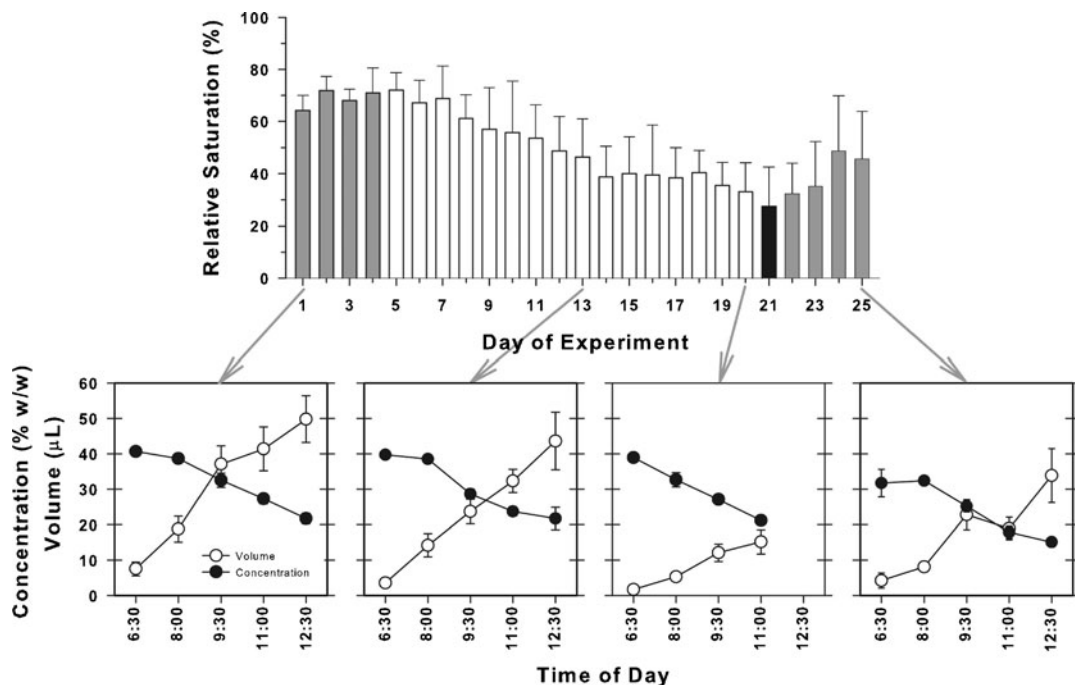 Relative Saturation (%)
100
80
60
40
20
0
1 3 5 7 9 11 13 15 17 19 21 23 25
Day of Experiment
Concentration (% w/w)
Volume (µL)
60
50
40
30
20
10
0
Volume
Concentration
6:30 8:00 9:30 11:00 12:30 6:30 8:00 9:30 11:00 12:30 6:30 8:00 9:30 11:00 12:30 6:30 8:00 9:30 11:00 12:30
Time of Day